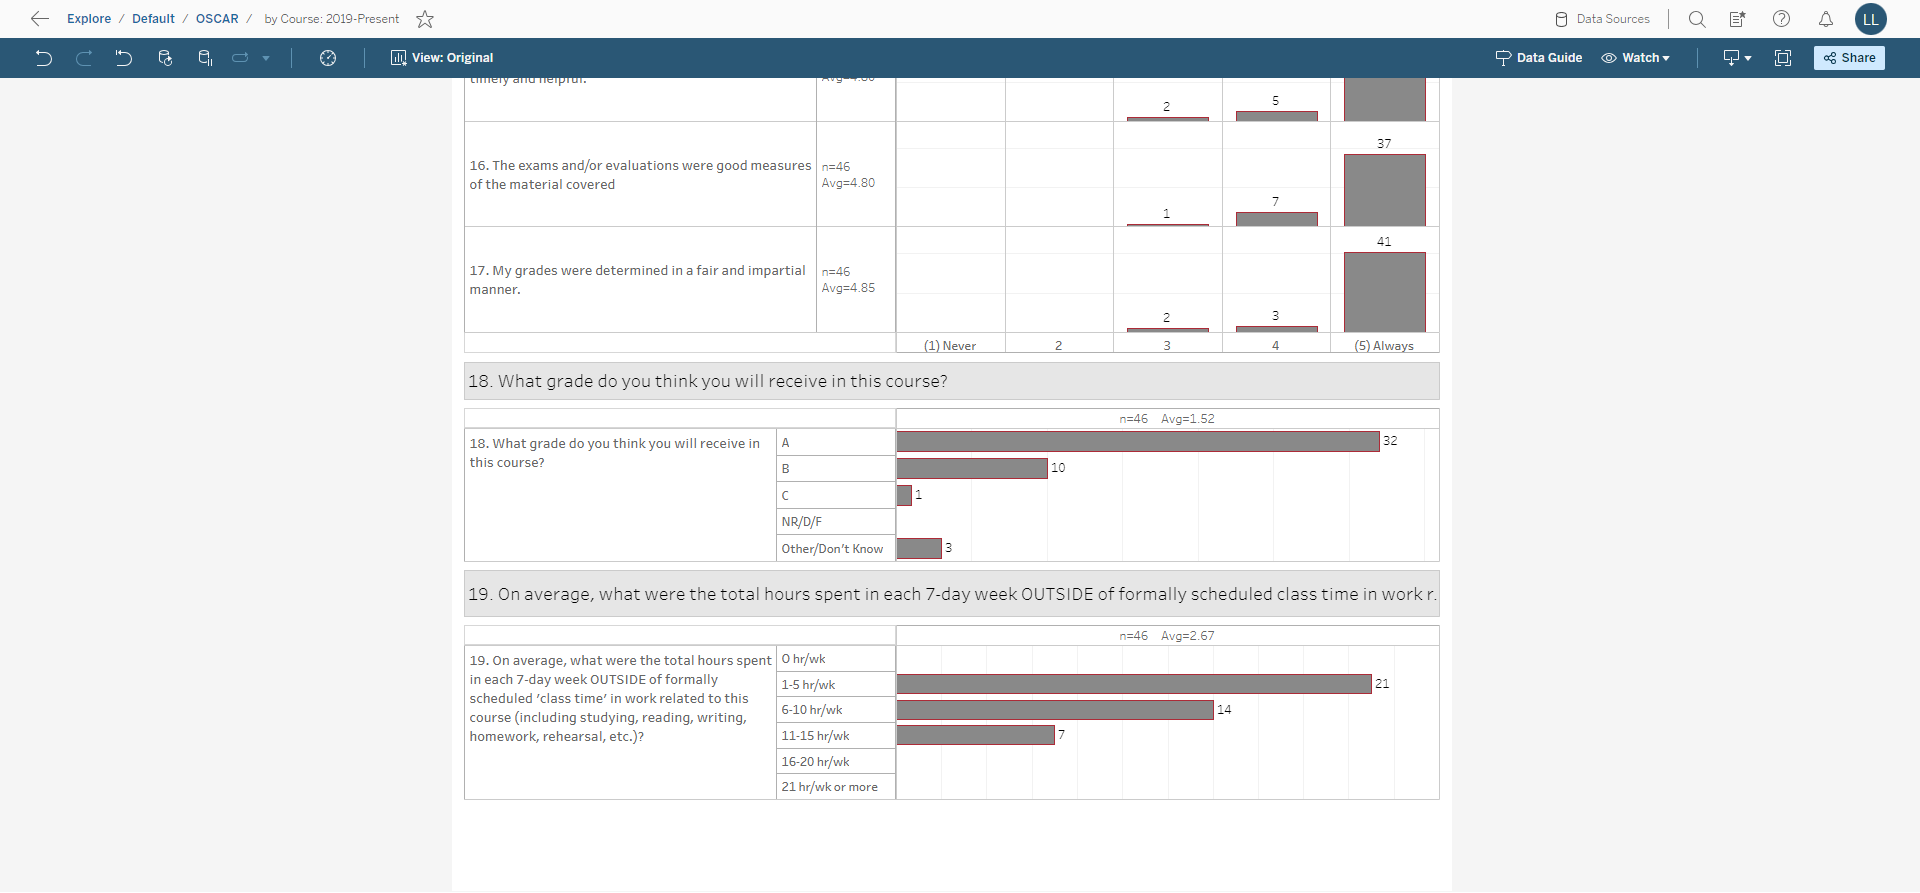 Explore / Default / OSCAR / by Course: 2019-Present
Data Sources
LL
View: Original
Data Guide
Watch
Share
timely and helpful.
2
5
16. The exams and/or evaluations were good measures
of the material covered
n=46
Avg=4.80
1
7
37
17. My grades were determined in a fair and impartial
manner.
n=46
Avg=4.85
2
3
41
(1) Never
2
3
4
(5) Always
18. What grade do you think you will receive in this course?
n=46 Avg=1.52
18. What grade do you think you will receive in
this course?
A
32
B
10
C
1
NR/D/F
Other/Don't Know
3
19. On average, what were the total hours spent in each 7-day week OUTSIDE of formally scheduled class time in work r.
n=46 Avg=2.67
19. On average, what were the total hours spent
in each 7-day week OUTSIDE of formally
scheduled 'class time' in work related to this
course (including studying, reading, writing,
homework, rehearsal, etc.)?
0 hr/wk
1-5 hr/wk
21
6-10 hr/wk
14
11-15 hr/wk
7
16-20 hr/wk
21 hr/wk or more